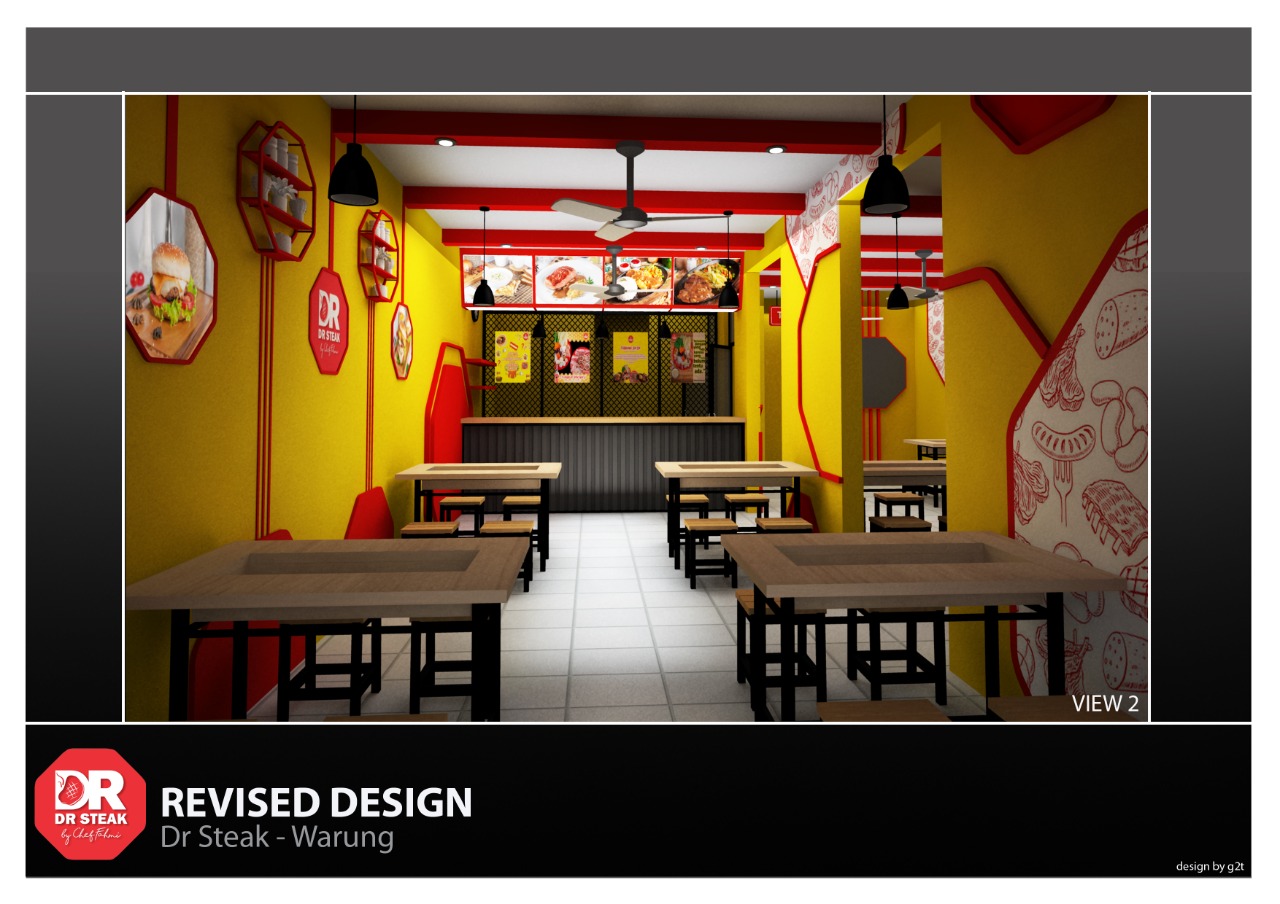 DR
DR STEAK
by Chef Fahmi
VIEW 2
DR
DR STEAK
by Chef Fahmi
REVISED DESIGN
Dr Steak - Warung
design by g2t